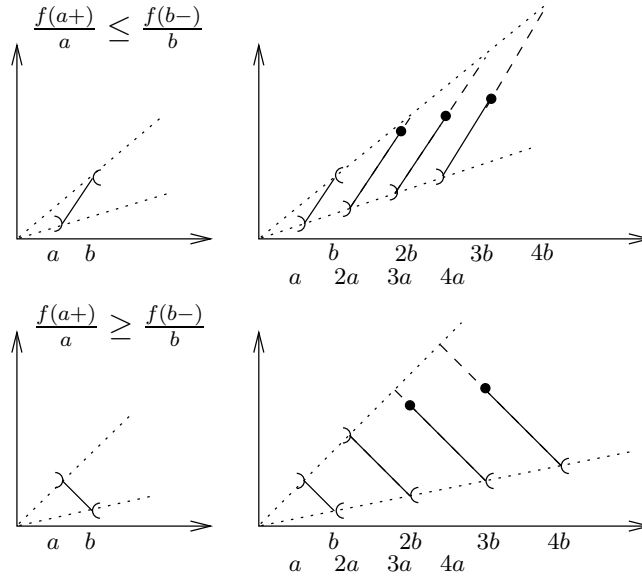 f(a+)/a ≤ f(b-)/b
a b
b 2b 3b 4b
a 2a 3a 4a
f(a+)/a ≥ f(b-)/b
a b
b 2b 3b 4b
a 2a 3a 4a